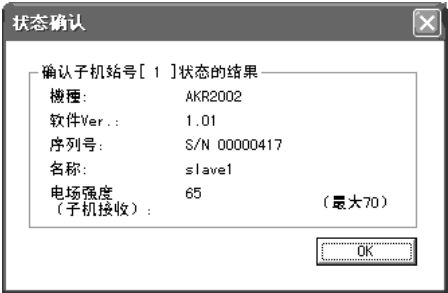 状态确认
确认子机站号[ 1 ]状态的结果
機種: AKR2002
软件Ver.: 1.01
序列号: S/N 00000417
名称: slave1
电场强度 65
（子机接收）: （最大70）
OK